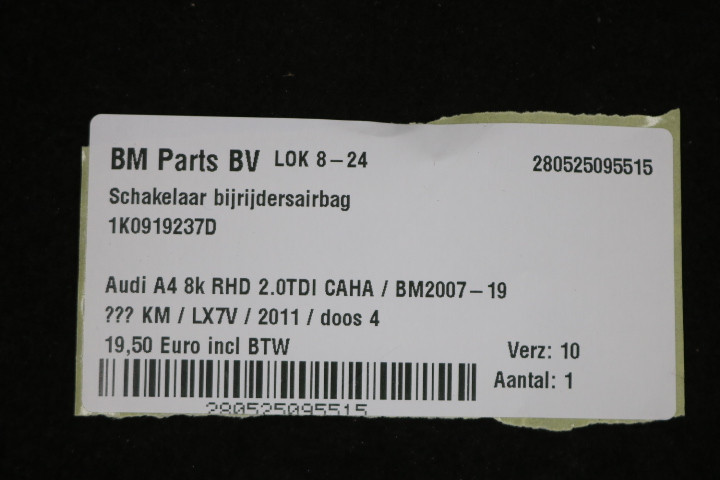 BM Parts BV LOK 8-24 280525095515
Schakelaar bijrijdersairbag
1K0919237D
Audi A4 8k RHD 2.0TDI CAHA / BM2007-19
??? KM / LX7V / 2011 / doos 4
19,50 Euro incl BTW Verz: 10
Aantal: 1
280525095515